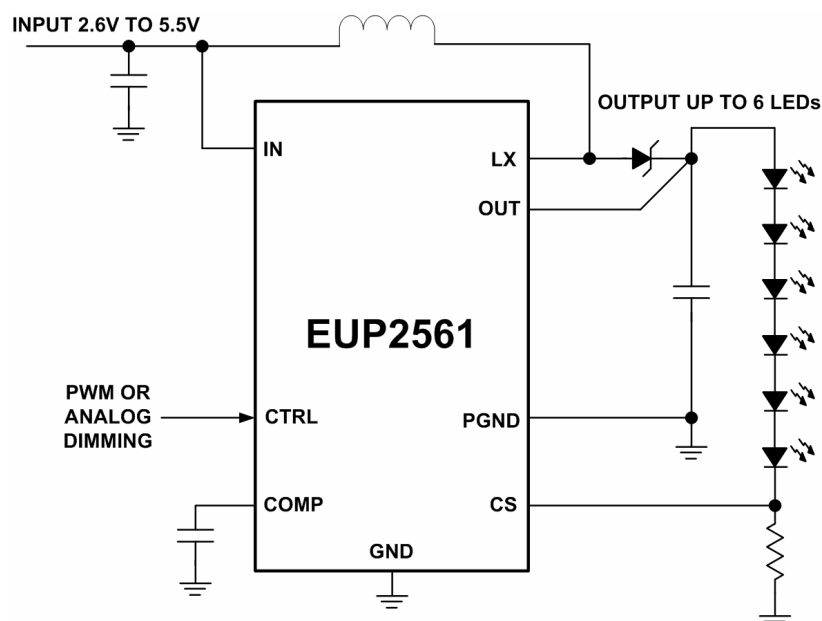 INPUT 2.6V TO 5.5V
OUTPUT UP TO 6 LEDs
IN
LX
OUT
EUP2561
PWM OR
ANALOG
DIMMING
CTRL
PGND
COMP
CS
GND